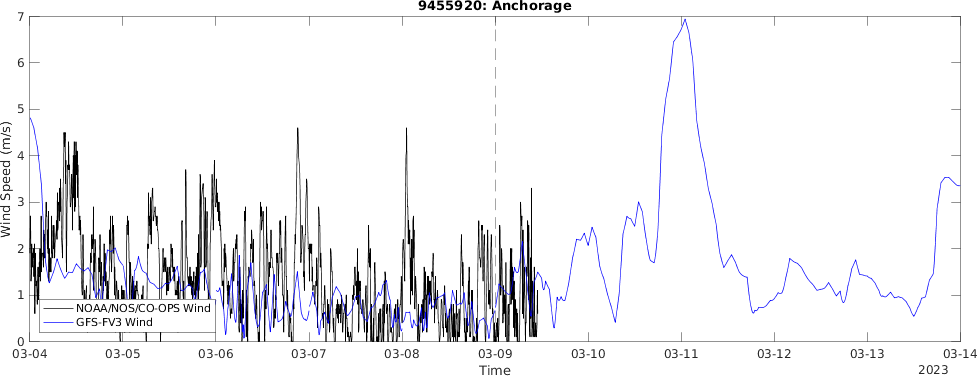 9455920: Anchorage
7
6
5
4
3
2
1
0
Wind Speed (m/s)
NOAA/NOS/CO-OPS Wind
GFS-FV3 Wind
03-04 03-05 03-06 03-07 03-08 03-09 03-10 03-11 03-12 03-13 03-14
Time
2023